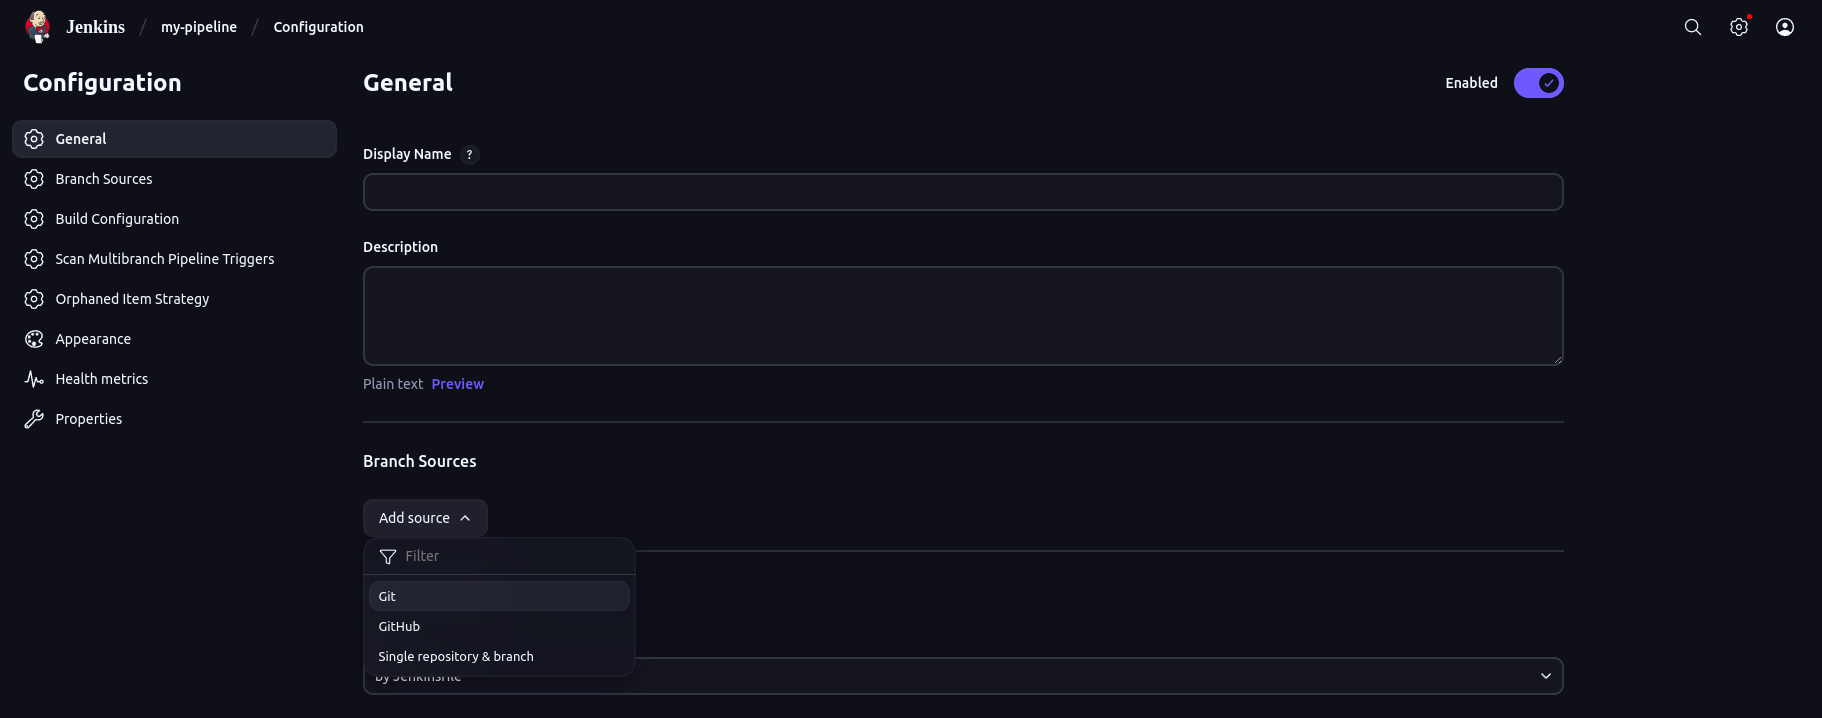 Jenkins / my-pipeline / Configuration
Configuration
General
Branch Sources
Build Configuration
Scan Multibranch Pipeline Triggers
Orphaned Item Strategy
Appearance
Health metrics
Properties
General
Enabled
Display Name ?
Description
Plain text Preview
Branch Sources
Add source
Filter
Git
GitHub
Single repository & branch
by Jenkinsfile